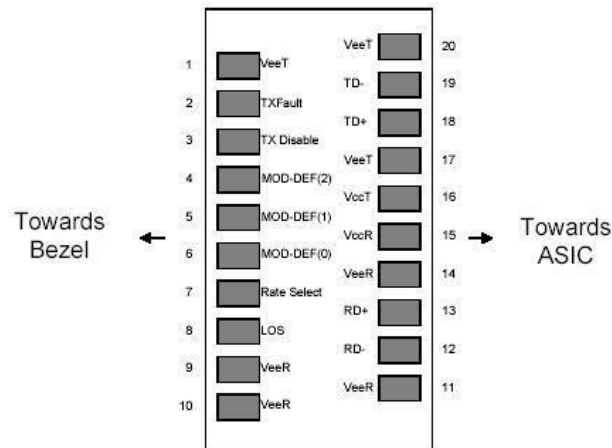 VeeT 20
1 VeeT
TD- 19
2 TXFault
TD+ 18
3 TX Disable
VeeT 17
4 MOD-DEF(2)
VccT 16
5 MOD-DEF(1)
VccR 15
6 MOD-DEF(0)
VeeR 14
7 Rate Select
RD+ 13
8 LOS
RD- 12
9 VeeR
VeeR 11
10 VeeR
Towards
Bezel
Towards
ASIC